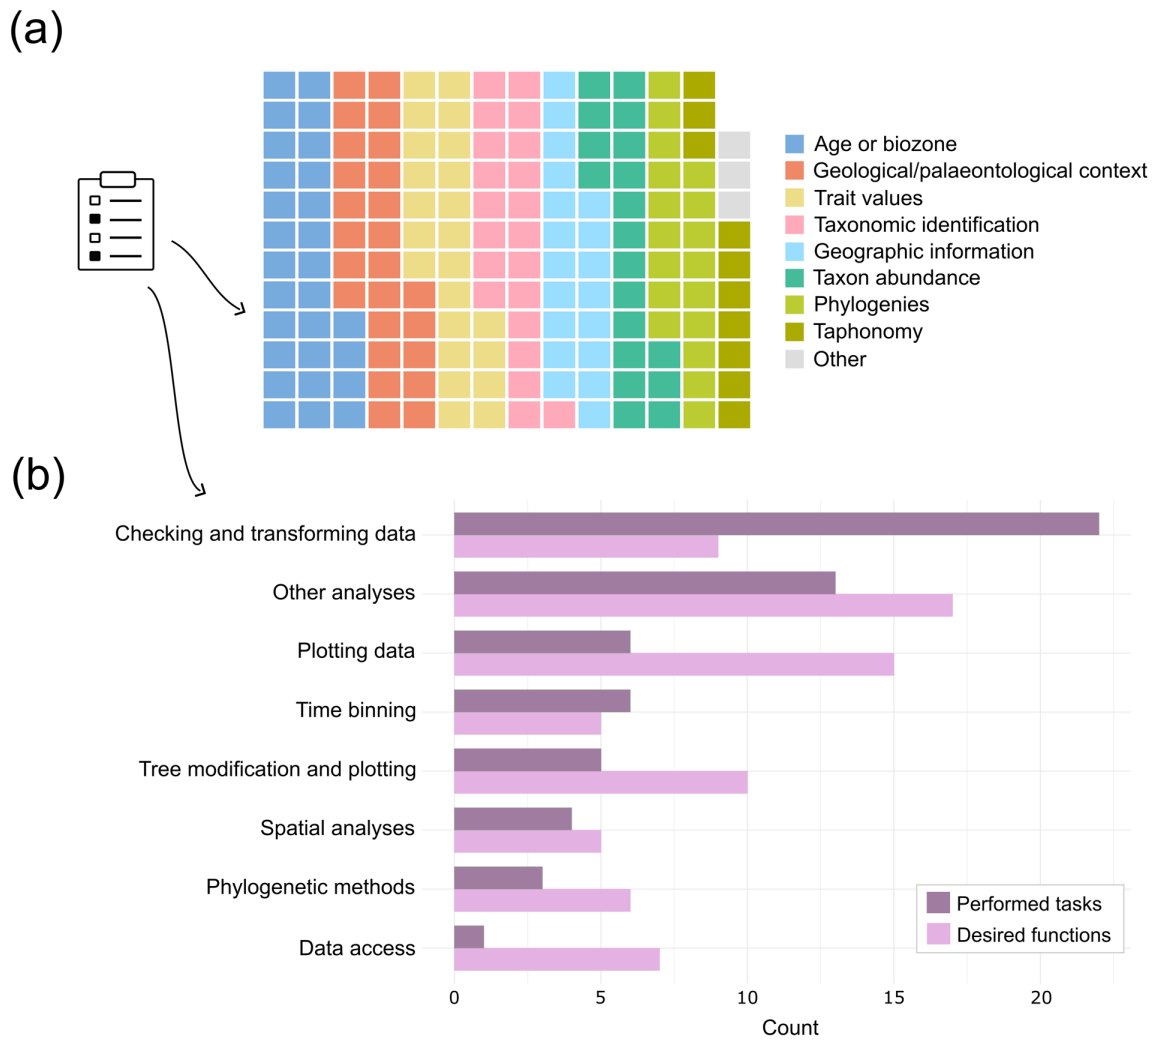 (a)
Age or biozone
Geological/palaeontological context
Trait values
Taxonomic identification
Geographic information
Taxon abundance
Phylogenies
Taphonomy
Other
(b)
Checking and transforming data
Other analyses
Plotting data
Time binning
Tree modification and plotting
Spatial analyses
Phylogenetic methods
Data access
Performed tasks
Desired functions
0 5 10 15 20
Count